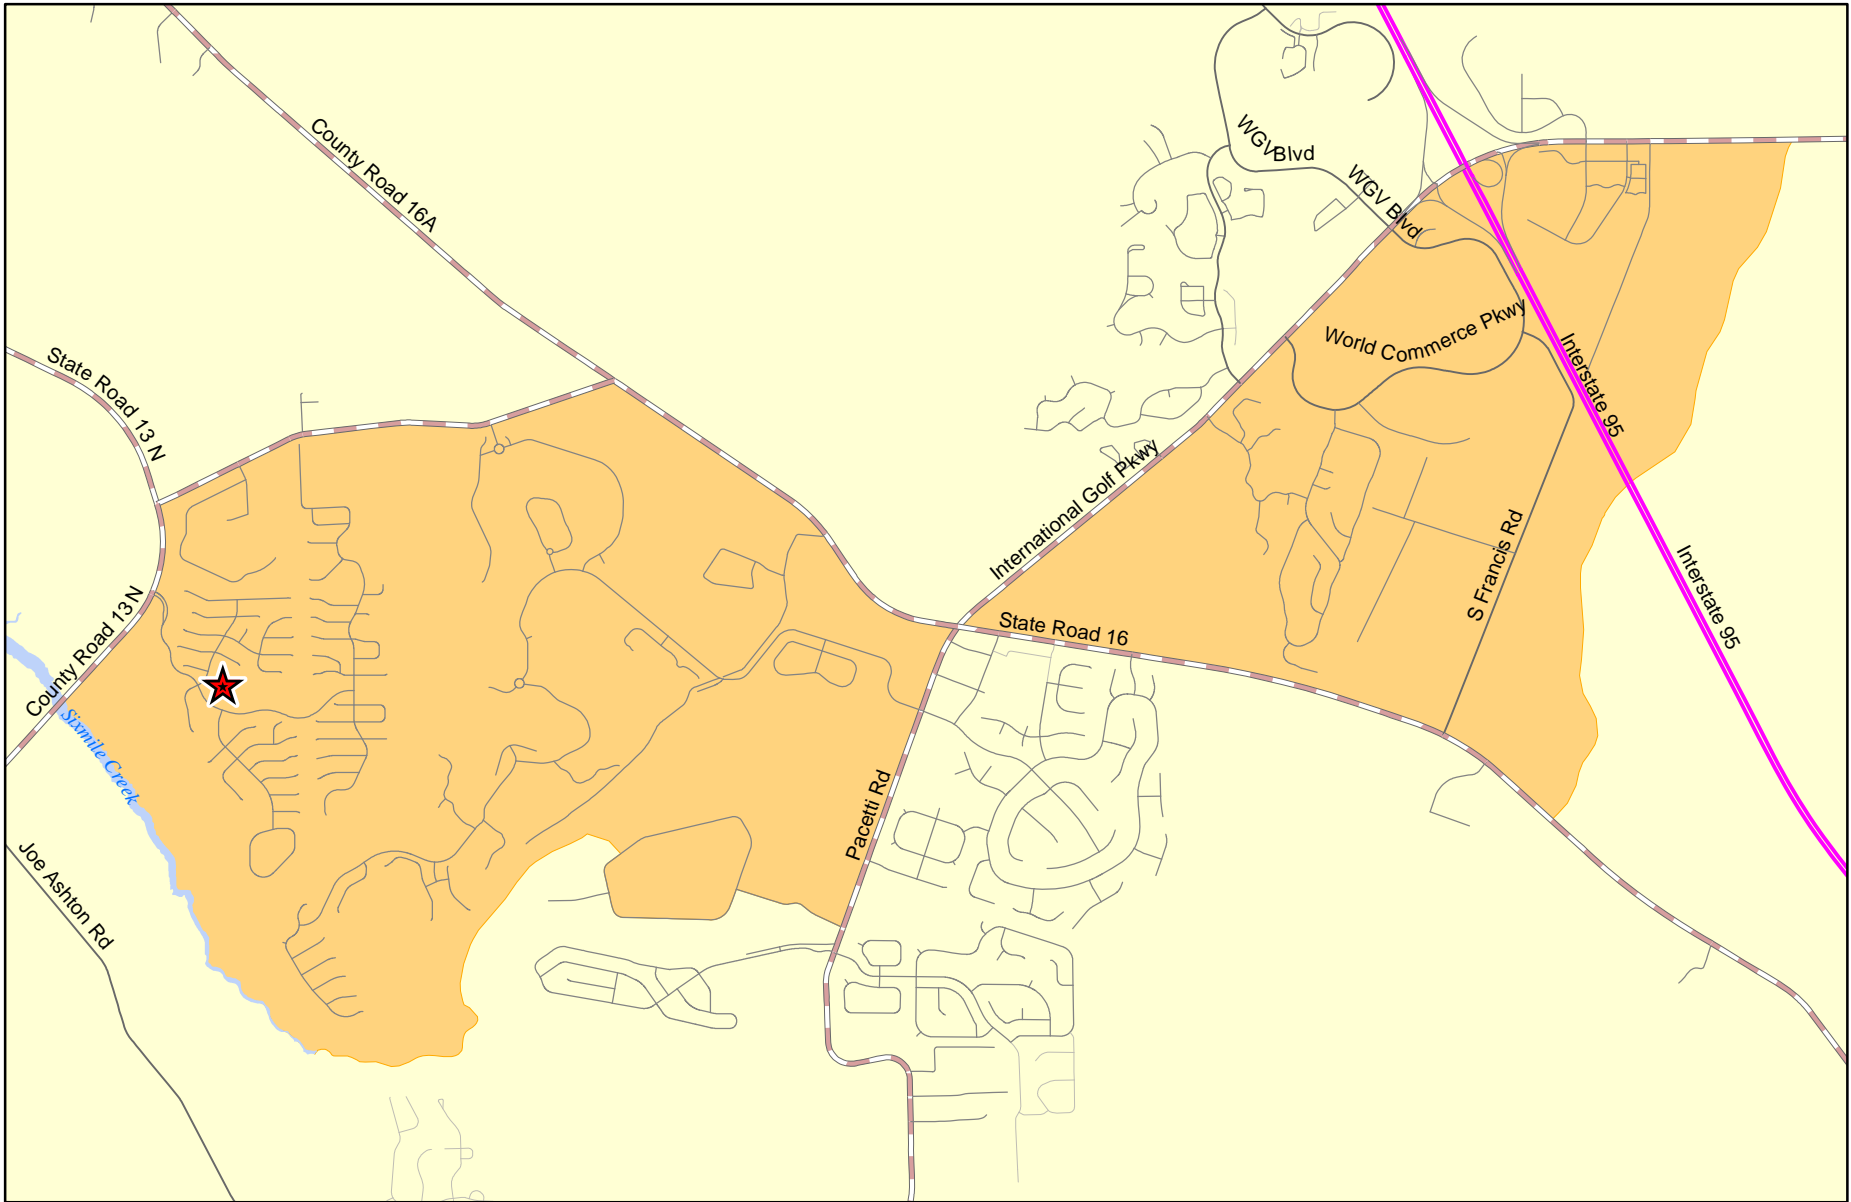 WGV
Blvd
County Road 16A
WGV Blvd
World Commerce Pkwy
State Road 13 N
Interstate 95
International Golf Pkwy
S Francis Rd
Interstate 95
County Road 13 N
State Road 16
Sixmile Creek
Pacetti Rd
Joe Ashton Rd